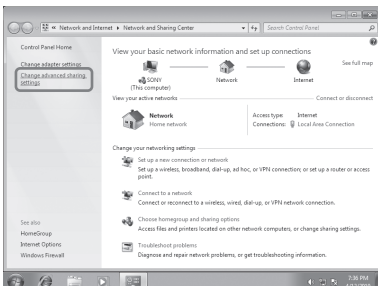 « Network and Internet ▸ Network and Sharing Center
Search Control Panel
Control Panel Home
Change adapter settings
Change advanced sharing
settings
See also
HomeGroup
Internet Options
Windows Firewall
View your basic network information and set up connections
See full map
SONY
(This computer)
Network
Internet
View your active networks
Connect or disconnect
Network
Home network
Access type: Internet
Connections: Local Area Connection
Change your networking settings
Set up a new connection or network
Set up a wireless, broadband, dial-up, ad hoc, or VPN connection; or set up a router or access
point.
Connect to a network
Connect or reconnect to a wireless, wired, dial-up, or VPN network connection.
Choose homegroup and sharing options
Access files and printers located on other network computers, or change sharing settings.
Troubleshoot problems
Diagnose and repair network problems, or get troubleshooting information.
7:36 PM